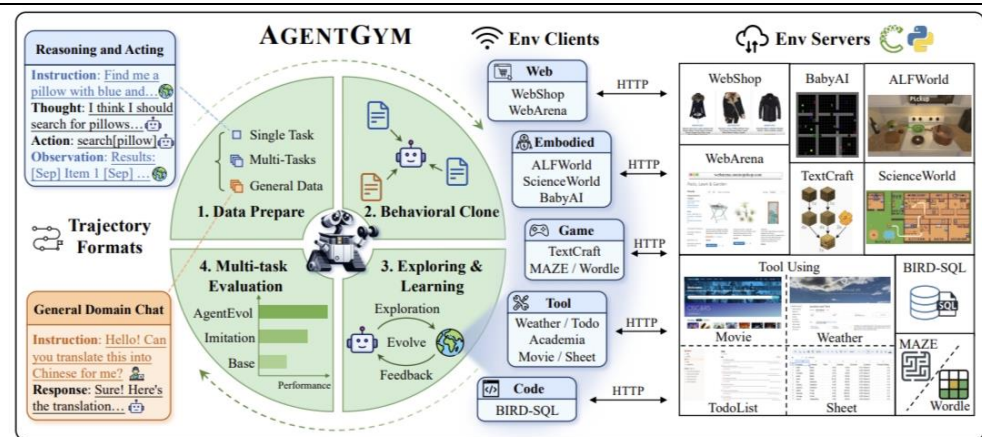 AGENTGYM
Reasoning and Acting
Instruction: Find me a
pillow with blue and…
Thought: I think I should
search for pillows…
Action: search[pillow]
Observation: Results:
[Sep] Item 1 [Sep] …
Trajectory
Formats
General Domain Chat
Instruction: Hello! Can
you translate this into
Chinese for me?
Response: Sure! Here's
the translation…
Single Task
Multi-Tasks
General Data
1. Data Prepare
2. Behavioral Clone
4. Multi-task
Evaluation
AgentEvol
Imitation
Base
Performance
3. Exploring &
Learning
Exploration
Evolve
Feedback
Env Clients
Web
WebShop
WebArena
HTTP
Embodied
ALFWorld
ScienceWorld
BabyAI
HTTP
Game
TextCraft
MAZE / Wordle
HTTP
Tool
Weather / Todo
Academia
Movie / Sheet
HTTP
Code
BIRD-SQL
HTTP
Env Servers
WebShop
BabyAI
ALFWorld
Pickup
WebArena
TextCraft
ScienceWorld
Tool Using
Movie
Weather
TodoList
Sheet
BIRD-SQL
SQL
MAZE
Wordle